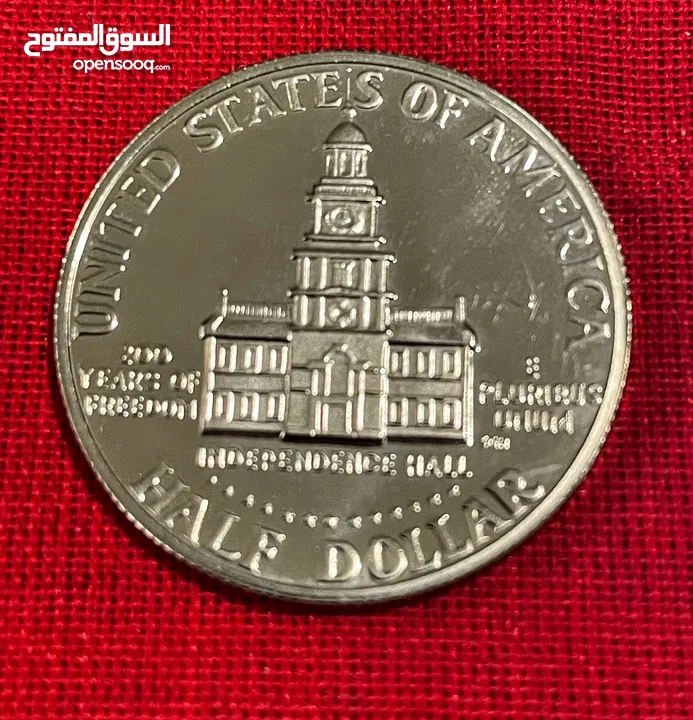 السوق المفتوح
opensooq.com
UNITED STATES OF AMERICA
200
YEARS OF
FREEDOM
E
PLURIBUS
UNUM
INDEPENDENCE HALL
HALF DOLLAR